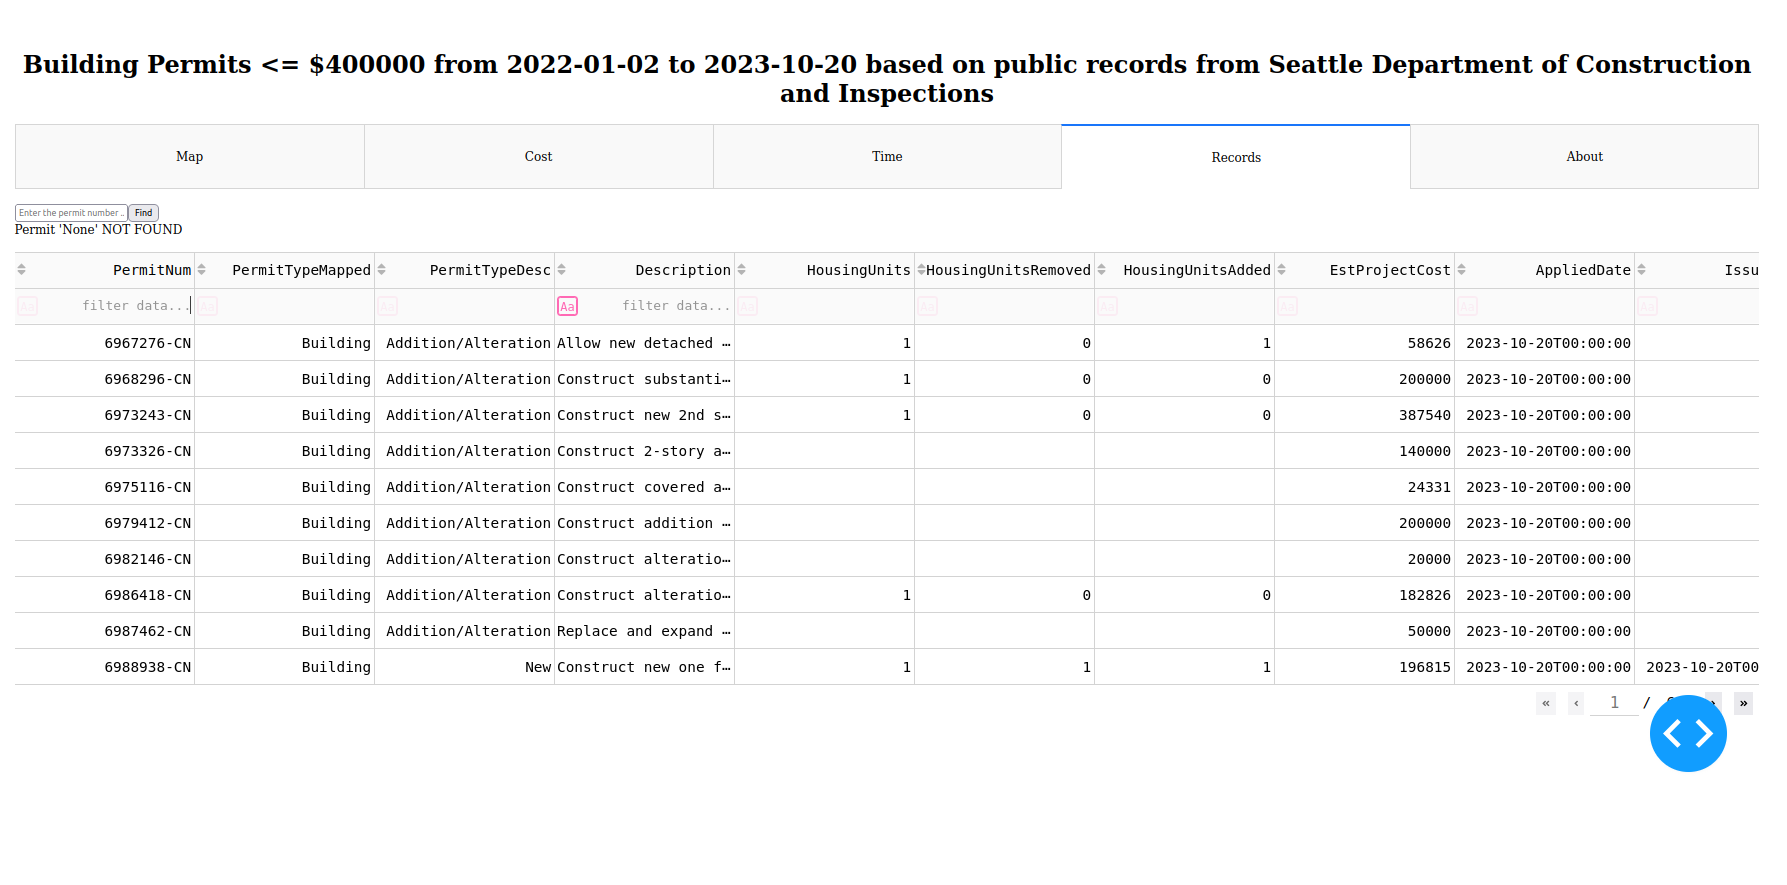 Building Permits <= $400000 from 2022-01-02 to 2023-10-20 based on public records from Seattle Department of Construction
and Inspections
Map Cost Time Records About
Enter the permit number .. Find
Permit 'None' NOT FOUND
PermitNum PermitTypeMapped PermitTypeDesc Description HousingUnits HousingUnitsRemoved HousingUnitsAdded EstProjectCost AppliedDate Issu
Aa filter data... Aa Aa Aa filter data... Aa Aa Aa Aa Aa Aa
6967276-CN Building Addition/Alteration Allow new detached … 1 0 1 58626 2023-10-20T00:00:00
6968296-CN Building Addition/Alteration Construct substanti… 1 0 0 200000 2023-10-20T00:00:00
6973243-CN Building Addition/Alteration Construct new 2nd s… 1 0 0 387540 2023-10-20T00:00:00
6973326-CN Building Addition/Alteration Construct 2-story a… 140000 2023-10-20T00:00:00
6975116-CN Building Addition/Alteration Construct covered a… 24331 2023-10-20T00:00:00
6979412-CN Building Addition/Alteration Construct addition … 200000 2023-10-20T00:00:00
6982146-CN Building Addition/Alteration Construct alteratio… 20000 2023-10-20T00:00:00
6986418-CN Building Addition/Alteration Construct alteratio… 1 0 0 182826 2023-10-20T00:00:00
6987462-CN Building Addition/Alteration Replace and expand … 50000 2023-10-20T00:00:00
6988938-CN Building New Construct new one f… 1 1 1 196815 2023-10-20T00:00:00 2023-10-20T00
« ‹ 1 / › »